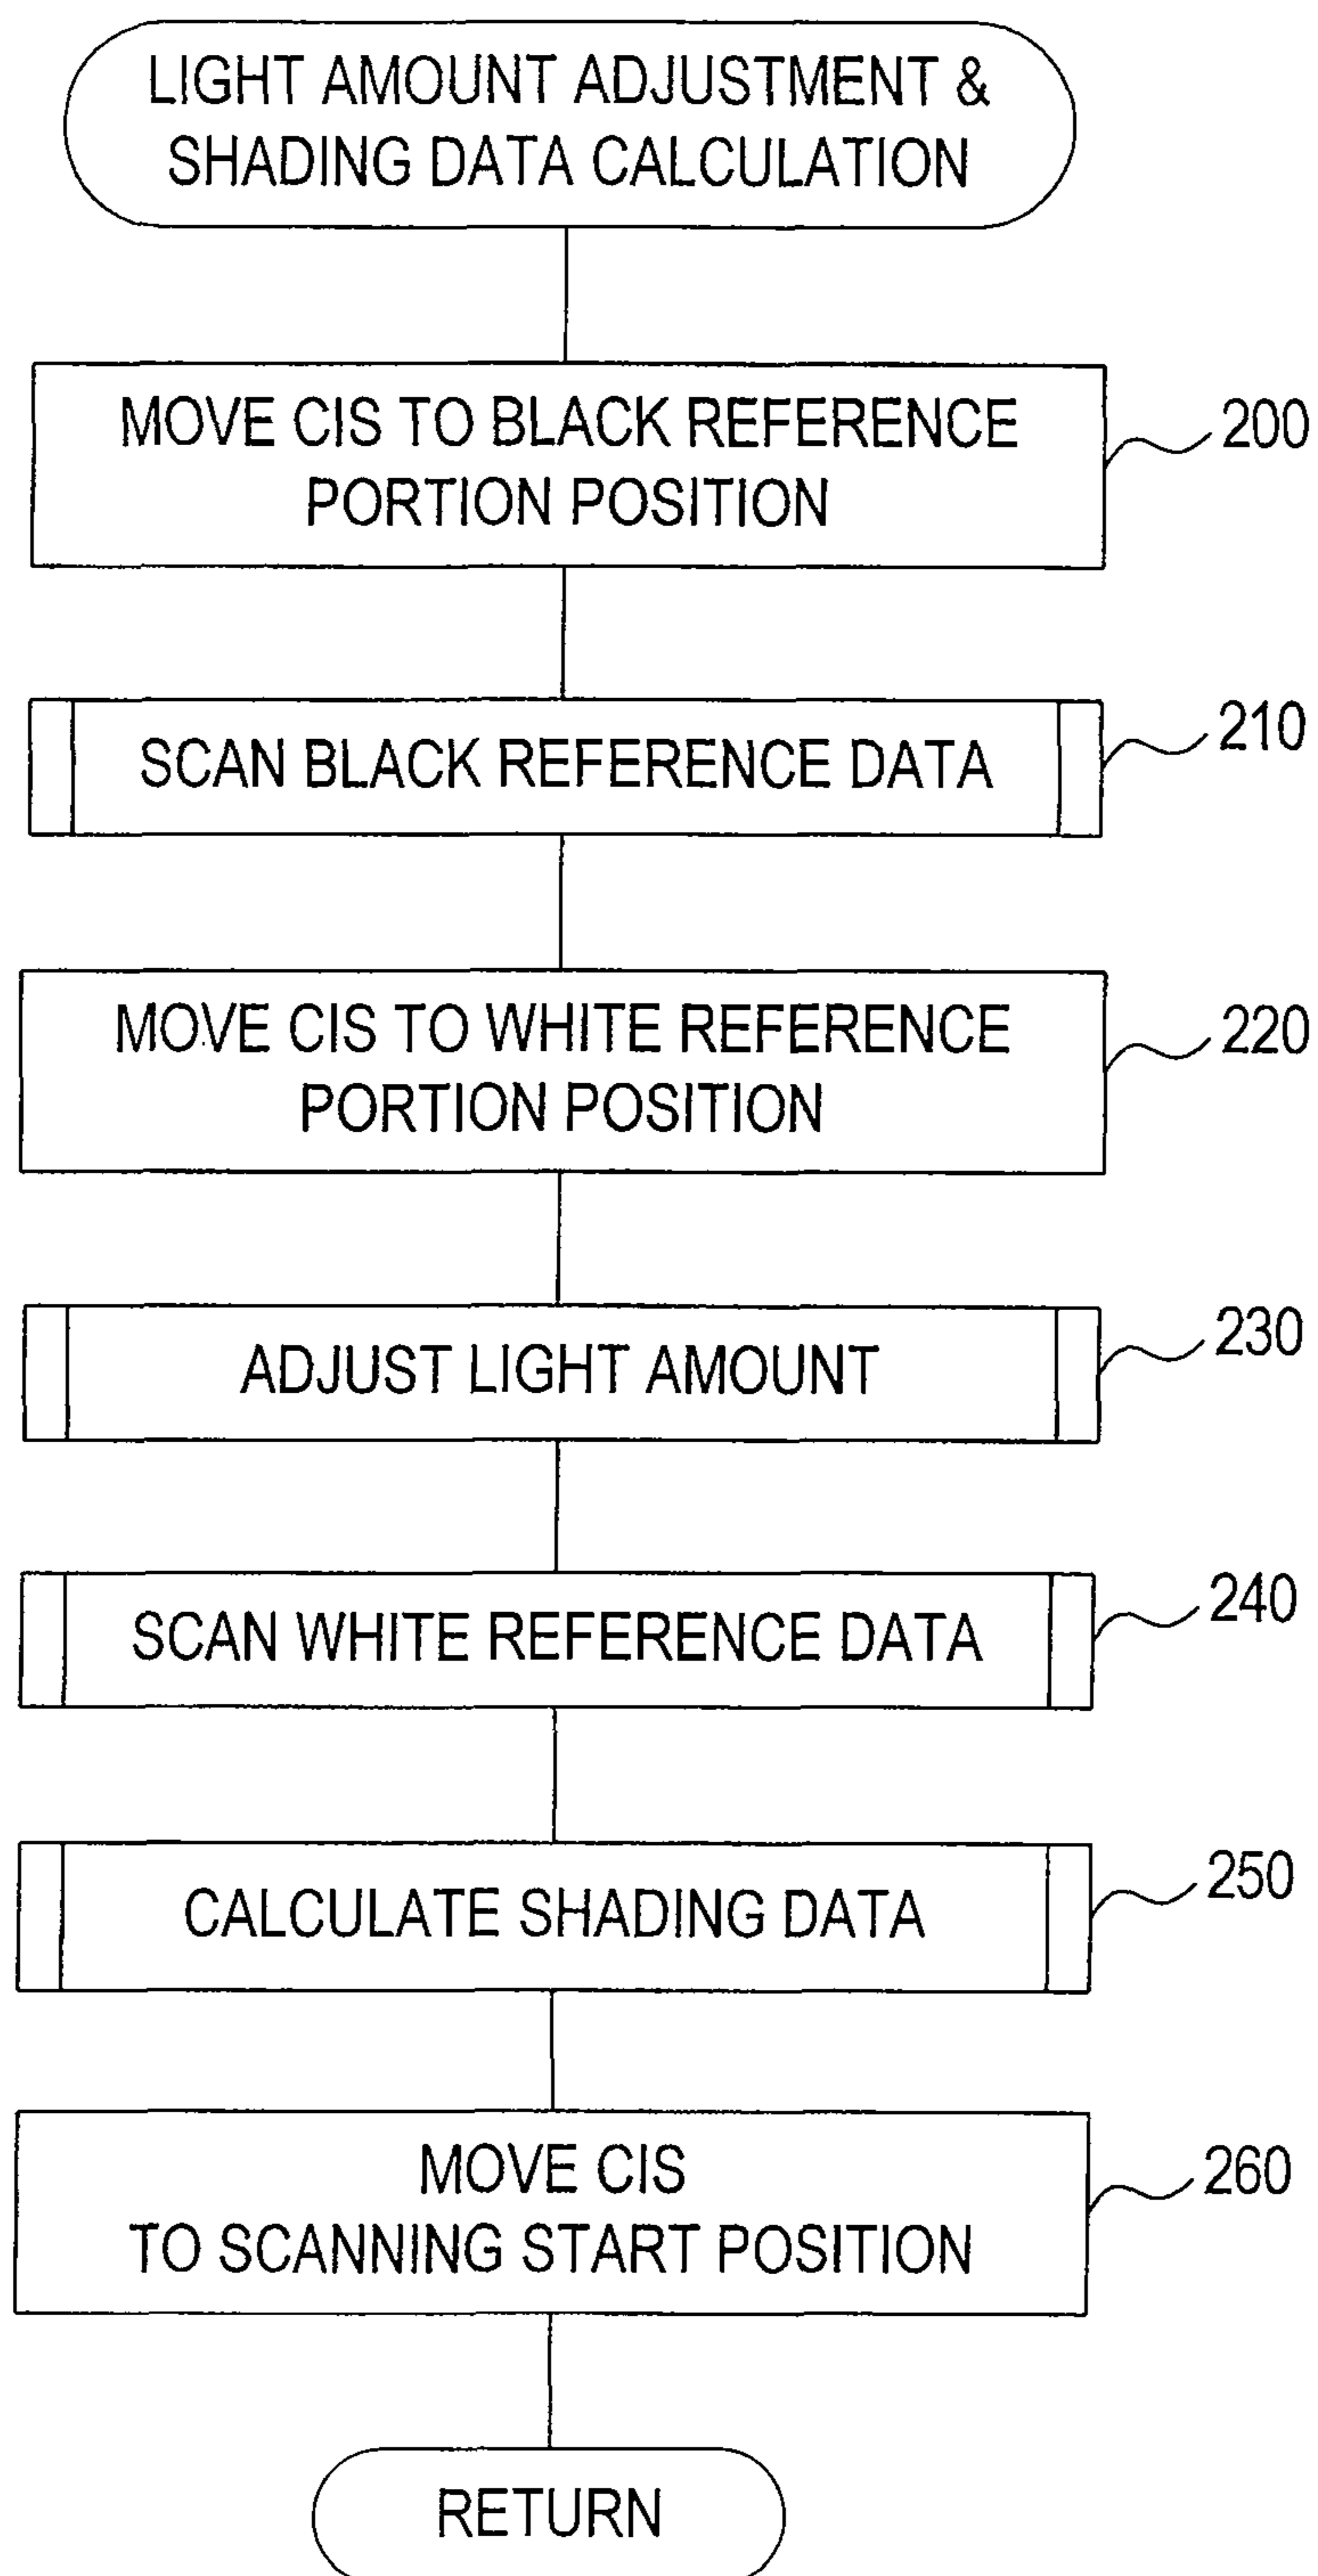 LIGHT AMOUNT ADJUSTMENT &
SHADING DATA CALCULATION
MOVE CIS TO BLACK REFERENCE
PORTION POSITION
200
SCAN BLACK REFERENCE DATA
210
MOVE CIS TO WHITE REFERENCE
PORTION POSITION
220
ADJUST LIGHT AMOUNT
230
SCAN WHITE REFERENCE DATA
240
CALCULATE SHADING DATA
250
MOVE CIS
TO SCANNING START POSITION
260
RETURN